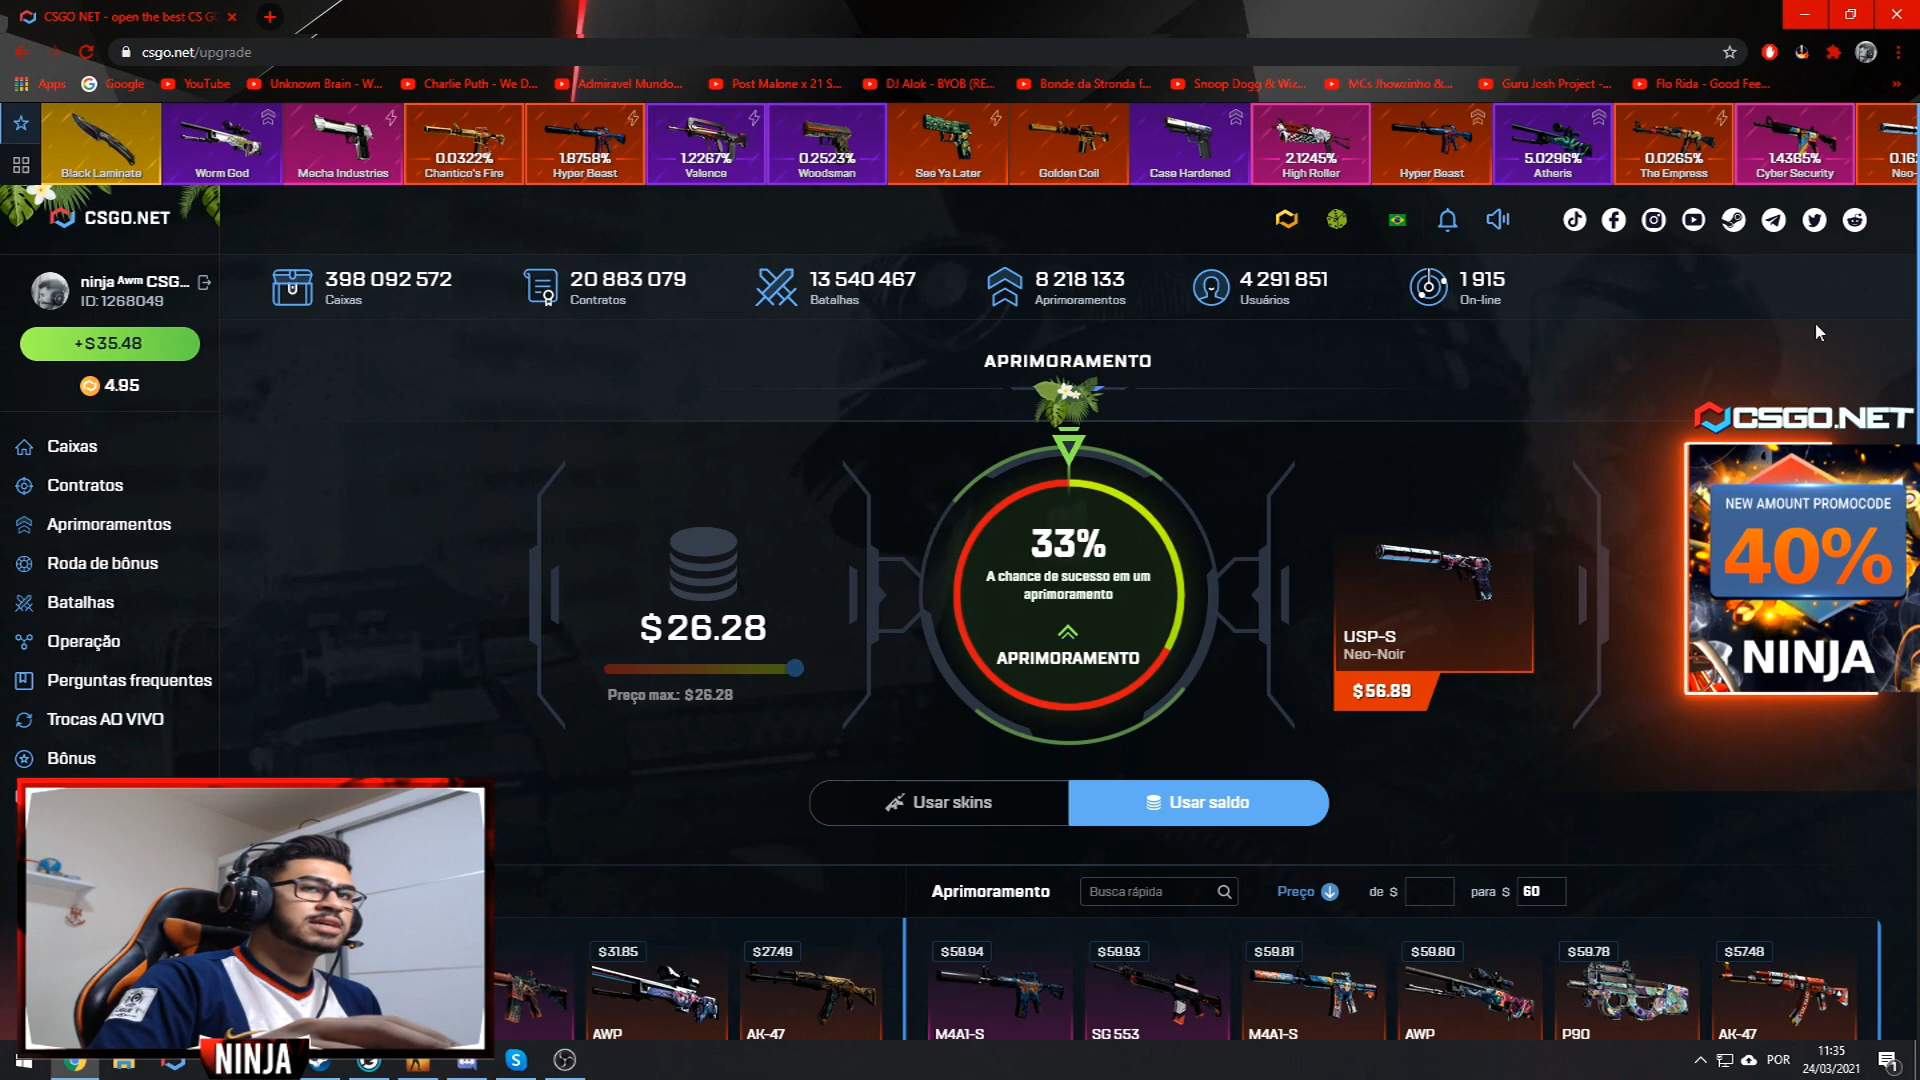 CSGO NET - open the best CS G
csgo.net/upgrade
Apps
Google
YouTube
Unknown Brain - W...
Charlie Puth - We D...
Admiravel Mundo...
Post Malone x 21 S...
DJ Alok - BYOB (RE...
Bonde da Stronda f...
Snoop Dogg & Wiz...
MCs Jhowzinho &...
Guru Josh Project -...
Flo Rida - Good Fee...
Black Laminate
Worm God
Mecha Industries
0.0322%
Chantico's Fire
1.8758%
Hyper Beast
1.2267%
Valence
0.2523%
Woodsman
See Ya Later
Golden Coil
Case Hardened
2.1245%
High Roller
Hyper Beast
5.0296%
Atheris
0.0265%
The Empress
1.4365%
Cyber Security
0.16
Neo-
CSGO.NET
ninja Awm CSG...
ID: 1268049
+$35.48
4.95
398 092 572
Caixas
20 883 079
Contratos
13 540 467
Batalhas
8 218 133
Aprimoramentos
4 291 851
Usuários
1 915
On-line
Caixas
Contratos
Aprimoramentos
Roda de bônus
Batalhas
Operação
Perguntas frequentes
Trocas AO VIVO
Bônus
APRIMORAMENTO
$26.28
Preço max.: $26.28
33%
A chance de sucesso em um
aprimoramento
APRIMORAMENTO
USP-S
Neo-Noir
$56.89
CSGO.NET
NEW AMOUNT PROMOCODE
40%
NINJA
Usar skins
Usar saldo
Aprimoramento
Busca rápida
Preço
de $
para $
60
$31.85
AWP
$27.49
AK-47
$59.94
M4A1-S
$59.93
SG 553
$59.81
M4A1-S
$59.80
AWP
$59.78
P90
$57.48
AK-47
NINJA
POR
11:35
24/03/2021
1